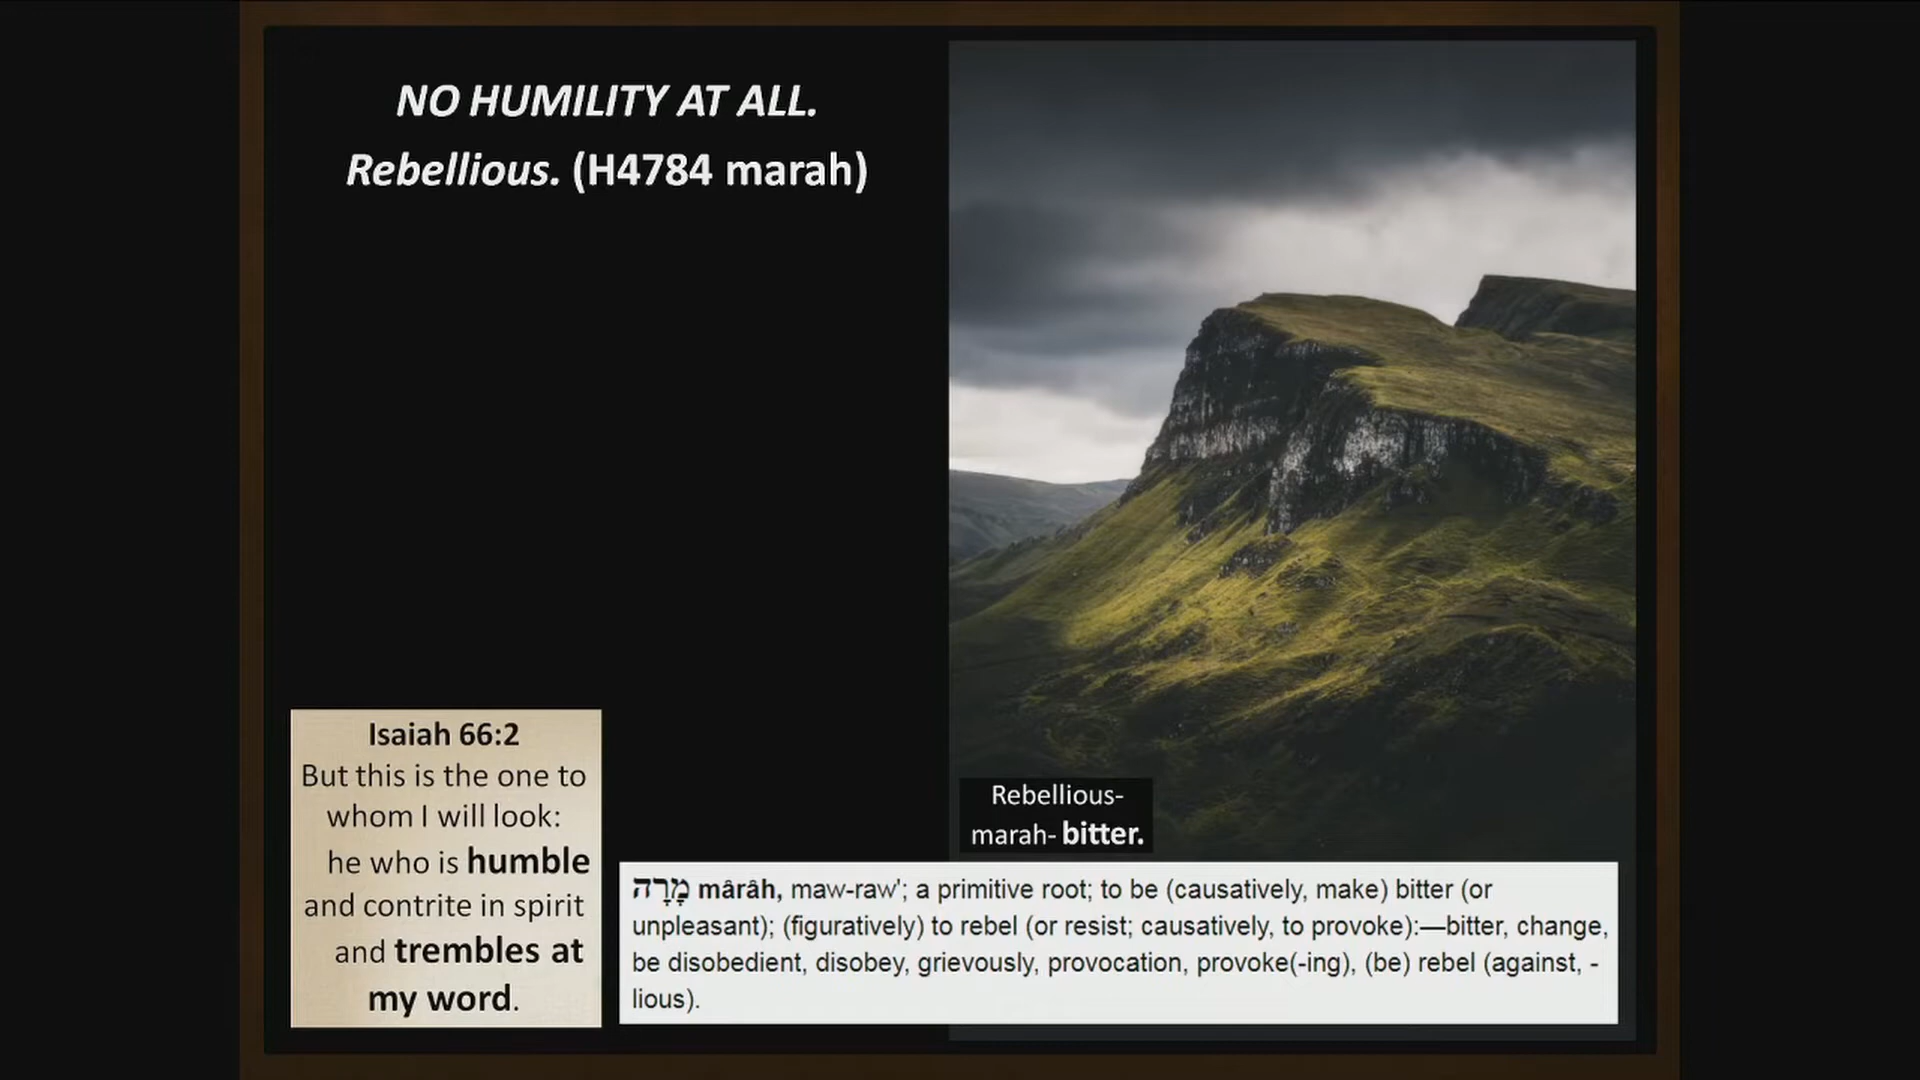 NO HUMILITY AT ALL.
Rebellious. (H4784 marah)
Isaiah 66:2
But this is the one to
whom I will look:
he who is humble
and contrite in spirit
and trembles at
my word.
Rebellious-
marah- bitter.
מָרָה mârâh, maw-raw'; a primitive root; to be (causatively, make) bitter (or
unpleasant); (figuratively) to rebel (or resist; causatively, to provoke):—bitter, change,
be disobedient, disobey, grievously, provocation, provoke(-ing), (be) rebel (against, -
lious).